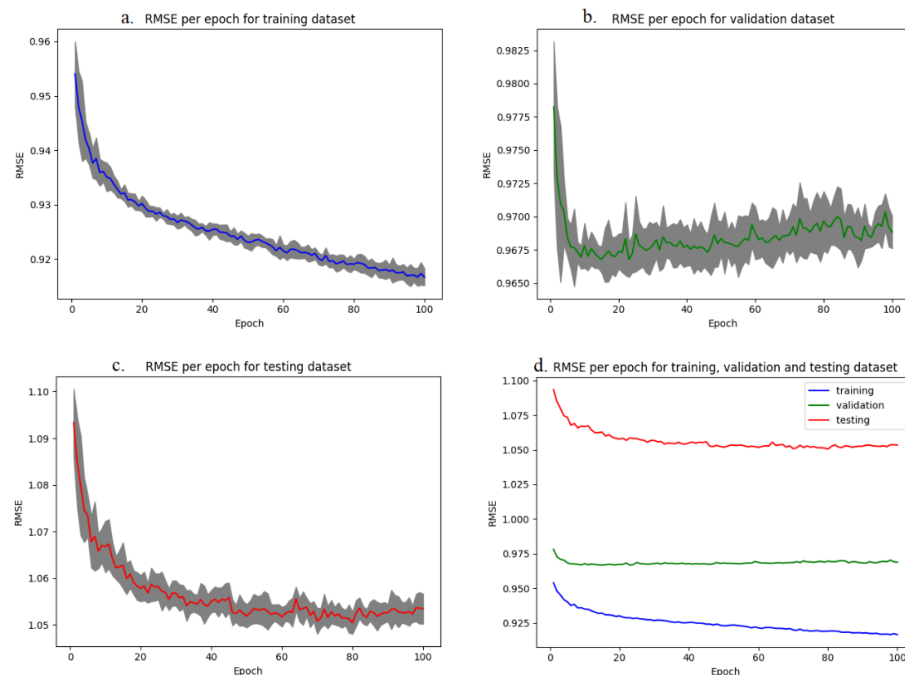 a. RMSE per epoch for training dataset
0.96
0.95
0.94
0.93
0.92
RMSE
0 20 40 60 80 100
Epoch
b. RMSE per epoch for validation dataset
0.9825
0.9800
0.9775
0.9750
0.9725
0.9700
0.9675
0.9650
RMSE
0 20 40 60 80 100
Epoch
c. RMSE per epoch for testing dataset
1.10
1.09
1.08
1.07
1.06
1.05
RMSE
0 20 40 60 80 100
Epoch
d. RMSE per epoch for training, validation and testing dataset
training
validation
testing
1.100
1.075
1.050
1.025
1.000
0.975
0.950
0.925
RMSE
0 20 40 60 80 100
Epoch